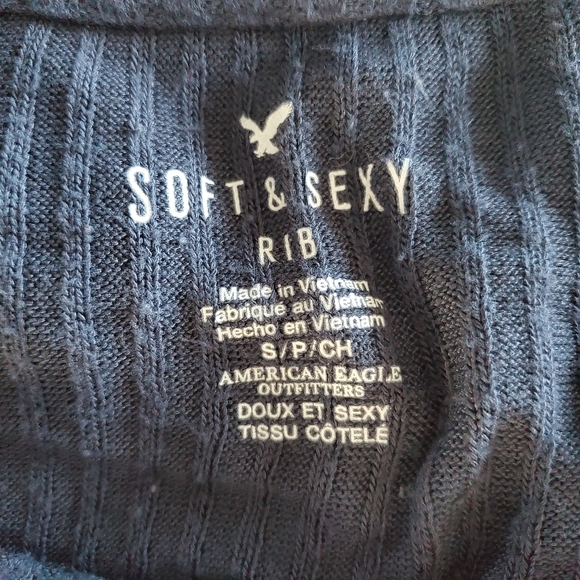 SOFT & SEXY
RIB
Made in Vietnam
Fabrique au Vietnam
Hecho en Vietnam
S/P/CH
AMERICAN EAGLE
OUTFITTERS
DOUX ET SEXY
TISSU CÔTELÉ